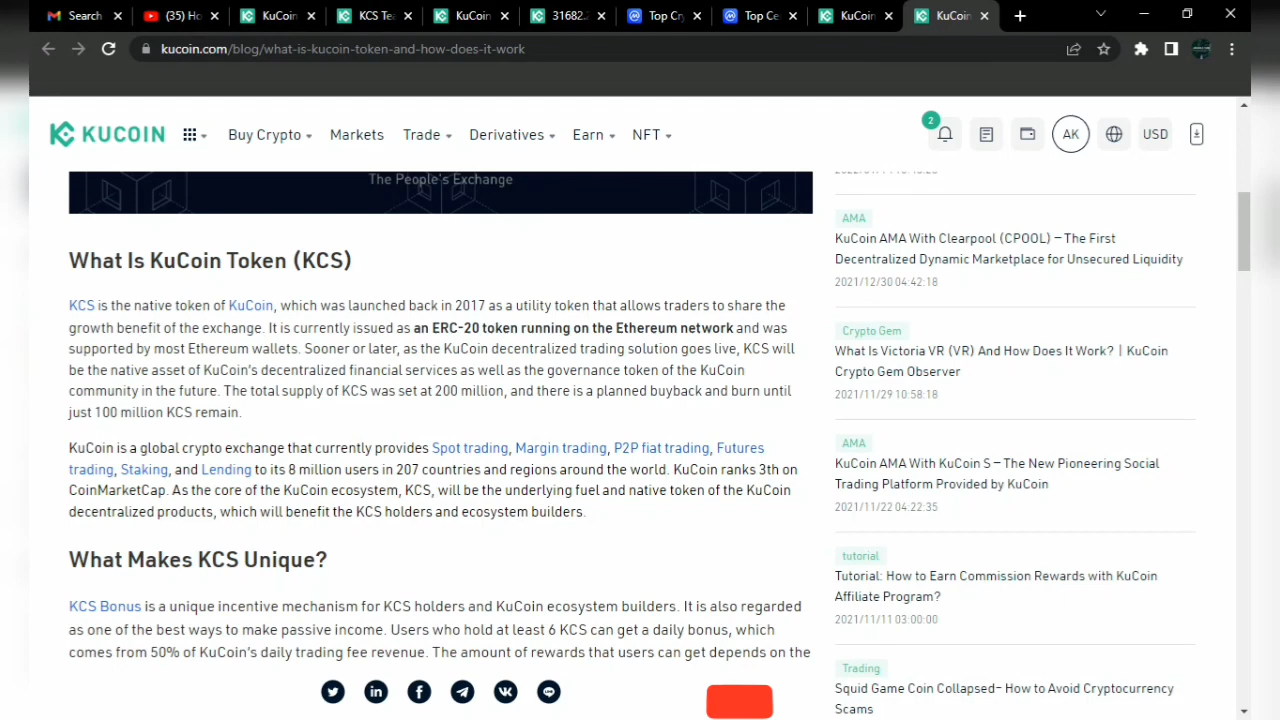 Search
(35) Ho
KuCoin
KCS Tea
KuCoin
31682.2
Top Cry
Top Cer
KuCoin
KuCoin
kucoin.com/blog/what-is-kucoin-token-and-how-does-it-work
KUCOIN
Buy Crypto
Markets
Trade
Derivatives
Earn
NFT
2
AK
USD
The People's Exchange
What Is KuCoin Token (KCS)
KCS is the native token of KuCoin, which was launched back in 2017 as a utility token that allows traders to share the
growth benefit of the exchange. It is currently issued as an ERC-20 token running on the Ethereum network and was
supported by most Ethereum wallets. Sooner or later, as the KuCoin decentralized trading solution goes live, KCS will
be the native asset of KuCoin's decentralized financial services as well as the governance token of the KuCoin
community in the future. The total supply of KCS was set at 200 million, and there is a planned buyback and burn until
just 100 million KCS remain.
KuCoin is a global crypto exchange that currently provides Spot trading, Margin trading, P2P fiat trading, Futures
trading, Staking, and Lending to its 8 million users in 207 countries and regions around the world. KuCoin ranks 3th on
CoinMarketCap. As the core of the KuCoin ecosystem, KCS, will be the underlying fuel and native token of the KuCoin
decentralized products, which will benefit the KCS holders and ecosystem builders.
What Makes KCS Unique?
KCS Bonus is a unique incentive mechanism for KCS holders and KuCoin ecosystem builders. It is also regarded
as one of the best ways to make passive income. Users who hold at least 6 KCS can get a daily bonus, which
comes from 50% of KuCoin's daily trading fee revenue. The amount of rewards that users can get depends on the
AMA
KuCoin AMA With Clearpool (CPOOL) — The First
Decentralized Dynamic Marketplace for Unsecured Liquidity
2021/12/30 04:42:18
Crypto Gem
What Is Victoria VR (VR) And How Does It Work? | KuCoin
Crypto Gem Observer
2021/11/29 10:58:18
AMA
KuCoin AMA With KuCoin S — The New Pioneering Social
Trading Platform Provided by KuCoin
2021/11/22 04:22:35
tutorial
Tutorial: How to Earn Commission Rewards with KuCoin
Affiliate Program?
2021/11/11 03:00:00
Trading
Squid Game Coin Collapsed– How to Avoid Cryptocurrency
Scams